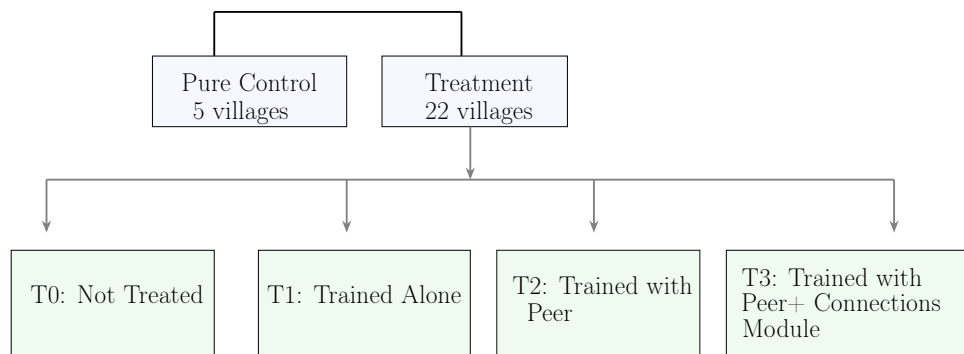 Pure Control
5 villages
Treatment
22 villages
T0: Not Treated
T1: Trained Alone
T2: Trained with
Peer
T3: Trained with
Peer+ Connections
Module